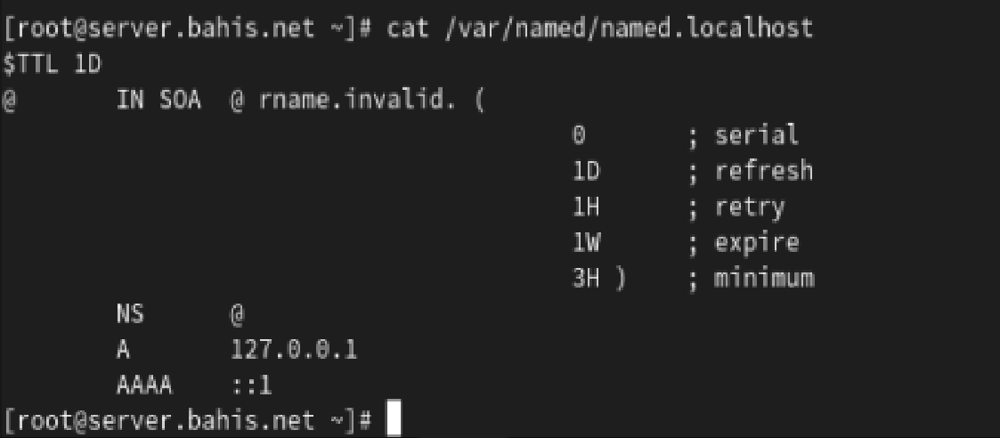 [root@server.bahis.net ~]# cat /var/named/named.localhost
$TTL 1D
@ IN SOA @ rname.invalid. (
0 ; serial
1D ; refresh
1H ; retry
1W ; expire
3H ) ; minimum
NS @
A 127.0.0.1
AAAA ::1
[root@server.bahis.net ~]#